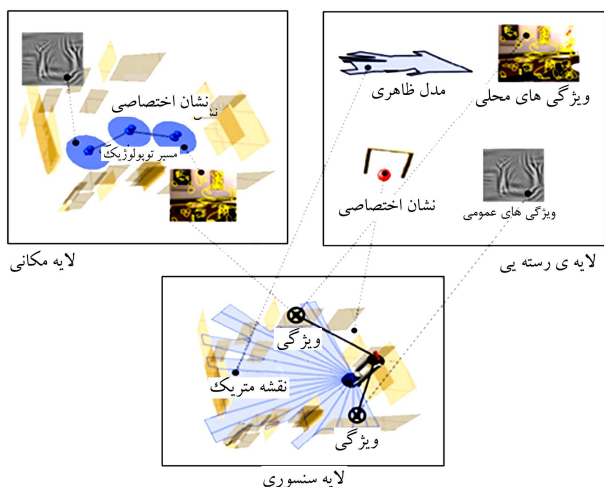 نشان اختصاصی
مسیر توپولوژیک
لایه مکانی
مدل ظاهری
ویژگی های محلی
نشان اختصاصی
ویژگی های عمومی
لایه ی رسته یی
ویژگی
نقشه متریک
ویژگی
لایه سنسوری